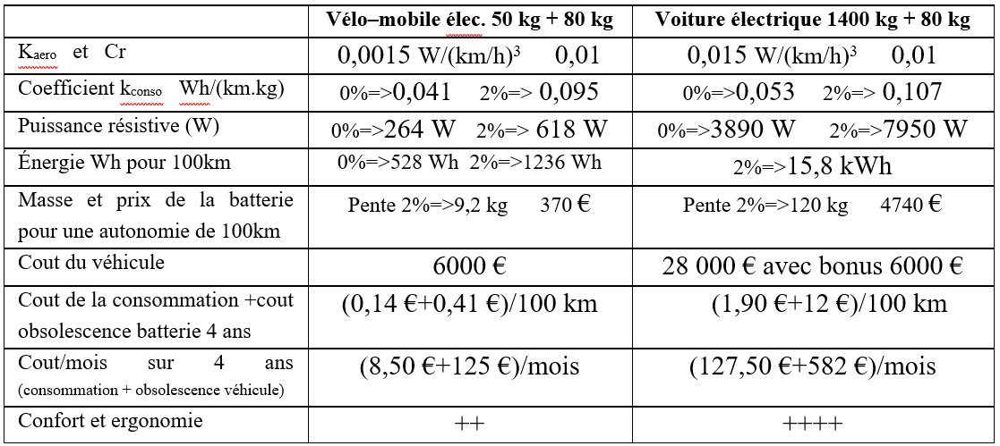 Vélo–mobile élec. 50 kg + 80 kg	Voiture électrique 1400 kg + 80 kg
Kaero et Cr	0,0015 W/(km/h)³ 0,01	0,015 W/(km/h)³ 0,01
Coefficient kconso Wh/(km.kg)	0%=>0,041 2%=> 0,095	0%=>0,053 2%=> 0,107
Puissance résistive (W)	0%=>264 W 2%=> 618 W	0%=>3890 W 2%=>7950 W
Énergie Wh pour 100km	0%=>528 Wh 2%=>1236 Wh	2%=>15,8 kWh
Masse et prix de la batterie
pour une autonomie de 100km	Pente 2%=>9,2 kg 370 €	Pente 2%=>120 kg 4740 €
Cout du véhicule	6000 €	28 000 € avec bonus 6000 €
Cout de la consommation +cout
obsolescence batterie 4 ans	(0,14 €+0,41 €)/100 km	(1,90 €+12 €)/100 km
Cout/mois sur 4 ans
(consommation + obsolescence véhicule)	(8,50 €+125 €)/mois	(127,50 €+582 €)/mois
Confort et ergonomie	++	++++